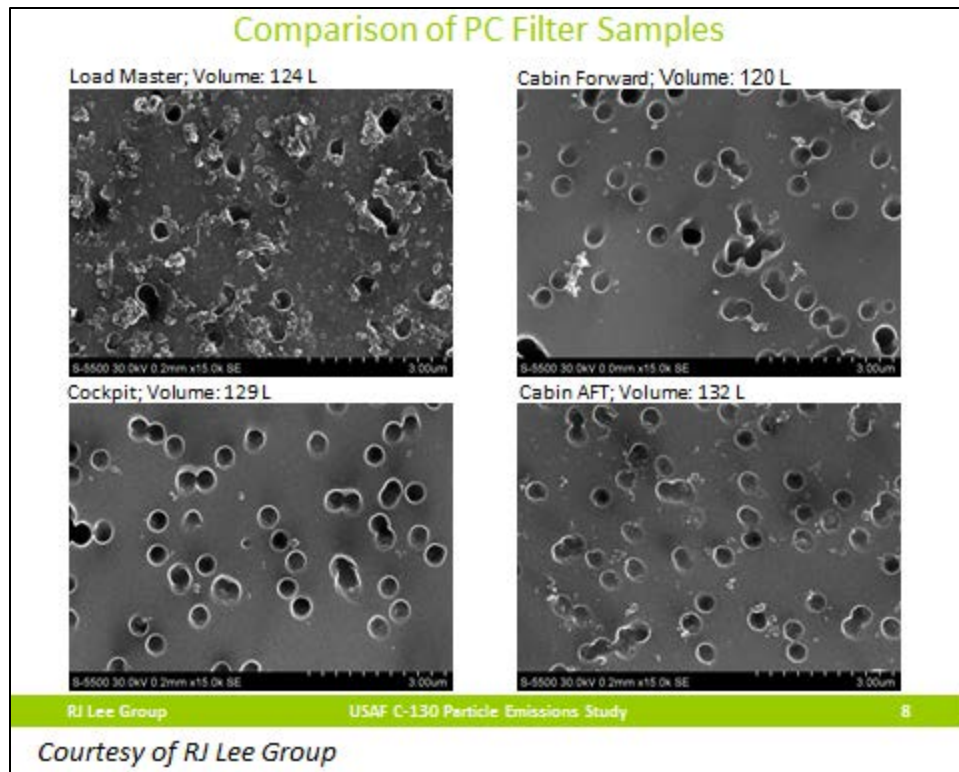 Comparison of PC Filter Samples
Load Master; Volume: 124 L
Cabin Forward; Volume: 120 L
S-5500 30.0kV 0.2mm x15.0k SE 3.00um
S-5500 30.0kV 0.0mm x15.0k SE 3.00um
Cockpit; Volume: 129 L
Cabin AFT; Volume: 132 L
S-5500 30.0kV 0.2mm x15.0k SE 3.00um
S-5500 30.0kV 0.2mm x15.0k SE 3.00um
RJ Lee Group USAF C-130 Particle Emissions Study 8
Courtesy of RJ Lee Group